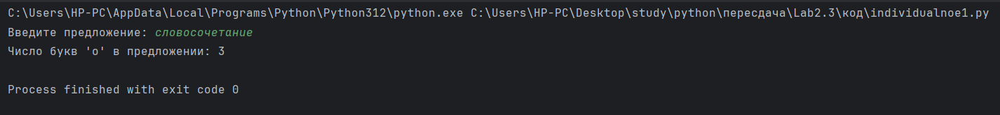 C:\Users\HP-PC\AppData\Local\Programs\Python\Python312\python.exe C:\Users\HP-PC\Desktop\study\python\пересдача\Lab2.3\код\individualnoe1.py
Введите предложение: словосочетание
Число букв 'о' в предложении: 3
Process finished with exit code 0